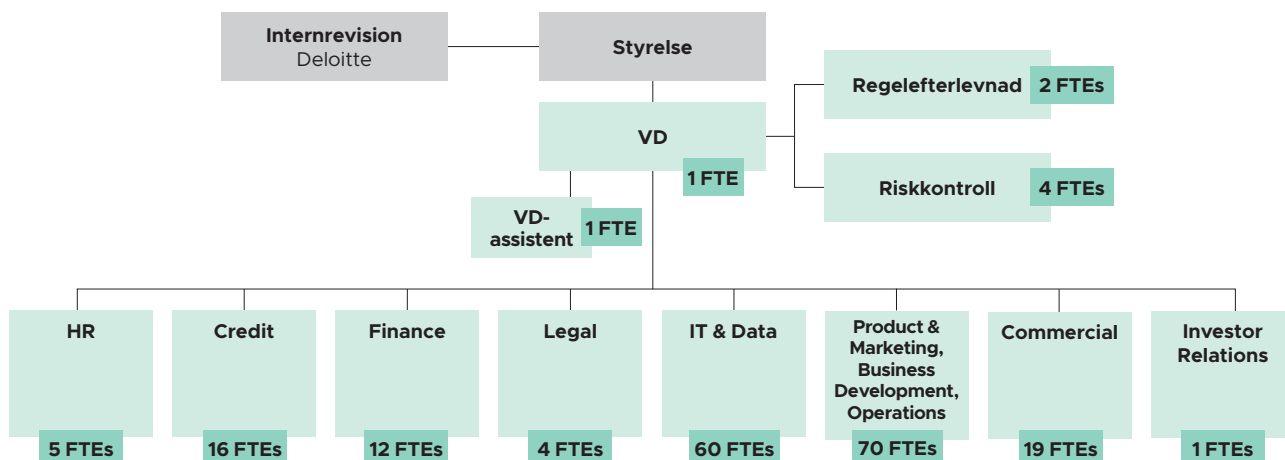 Internrevision
Deloitte
Styrelse
Regelefterlevnad
2 FTEs
VD
1 FTE
Riskkontroll
4 FTEs
VD-
assistent
1 FTE
HR
5 FTEs
Credit
16 FTEs
Finance
12 FTEs
Legal
4 FTEs
IT & Data
60 FTEs
Product &
Marketing,
Business
Development,
Operations
70 FTEs
Commercial
19 FTEs
Investor
Relations
1 FTEs